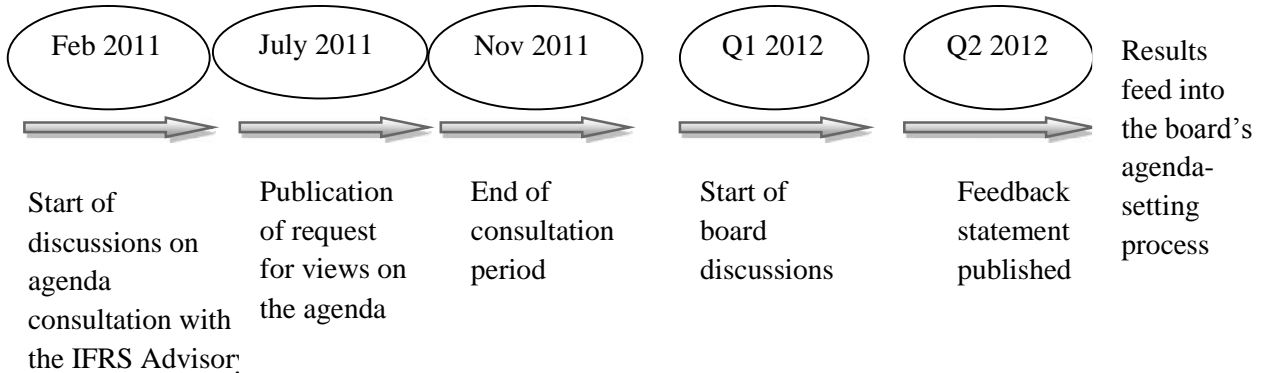 Feb 2011
July 2011
Nov 2011
Q1 2012
Q2 2012
Start of
discussions on
agenda
consultation with
the IFRS Advisory
Publication
of request
for views on
the agenda
End of
consultation
period
Start of
board
discussions
Feedback
statement
published
Results
feed into
the board’s
agenda-
setting
process